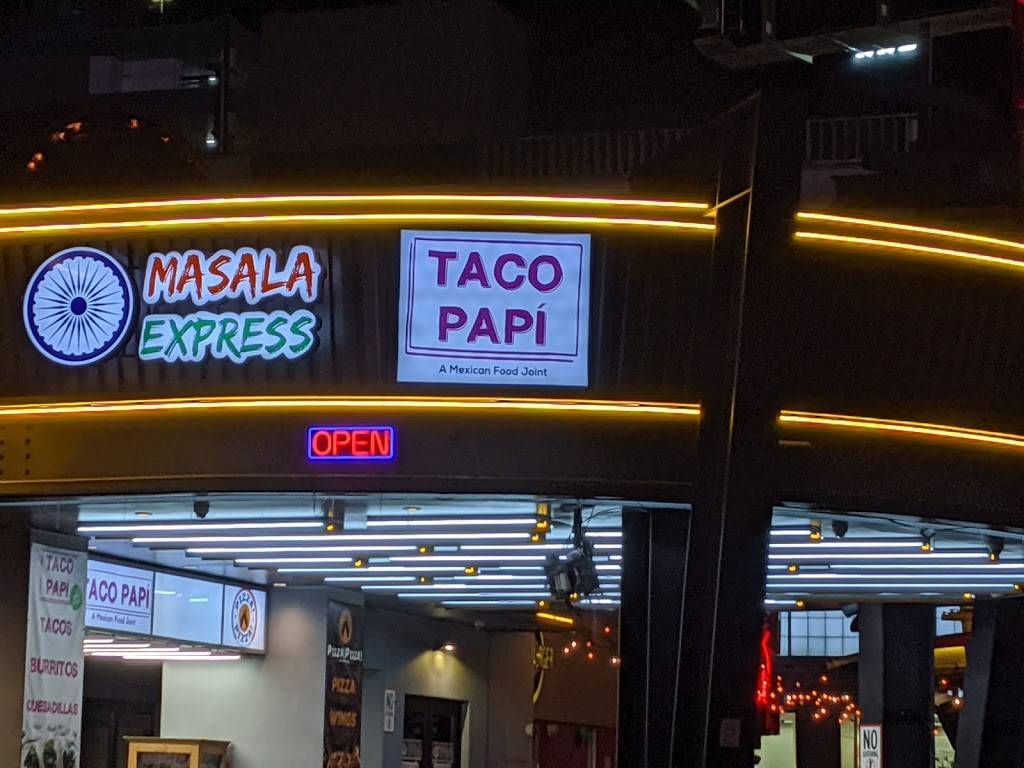 MASALA
EXPRESS
TACO
PAPÍ
A Mexican Food Joint
OPEN
TACO
PAPÍ
TACOS
BURRITOS
QUESADILLAS
TACO PAPÍ
A Mexican Food Joint
PIZZA
WINGS
NO